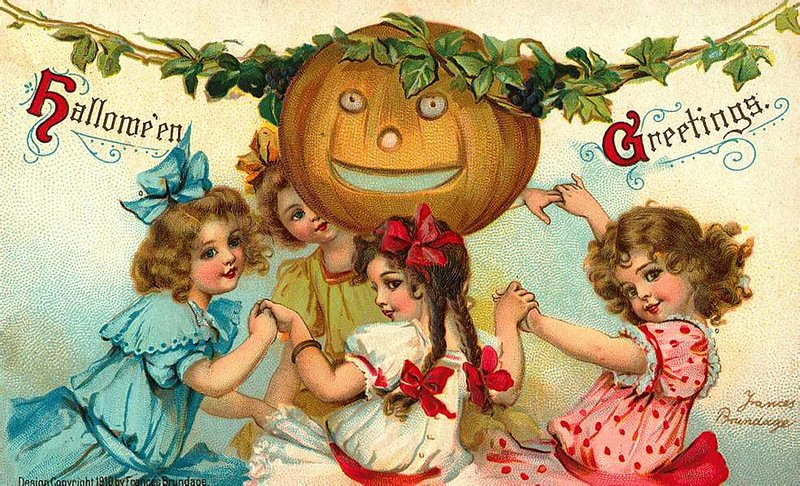 Hallowe'en
Greetings.
Frances
Brundage
Design Copyright 1910 by Frances Brundage.